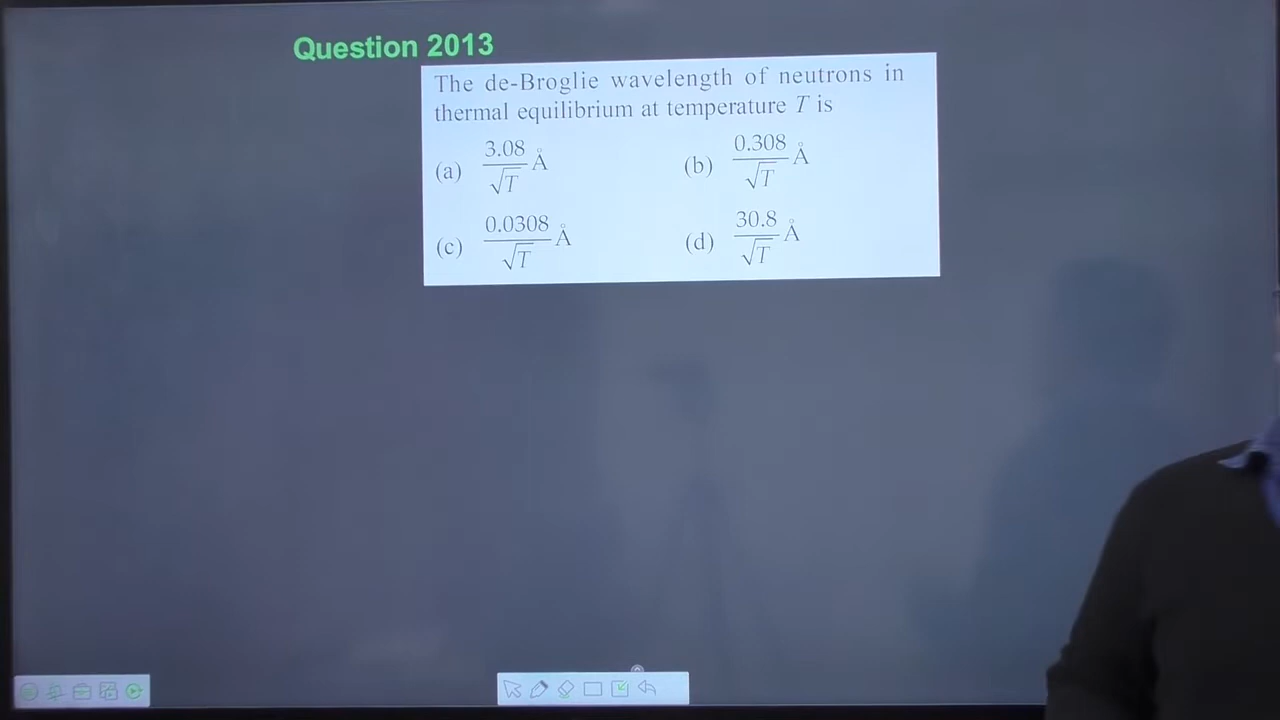 Question 2013
The de-Broglie wavelength of neutrons in
thermal equilibrium at temperature T is
(a) 3.08/√T Å (b) 0.308/√T Å
(c) 0.0308/√T Å (d) 30.8/√T Å